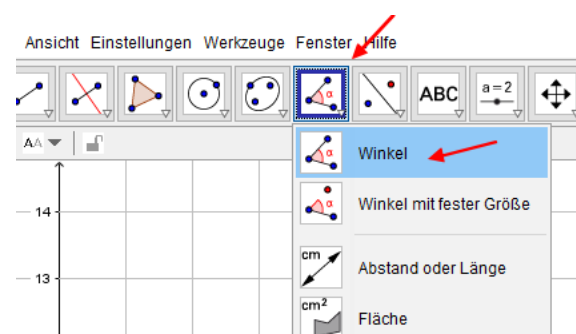 Ansicht Einstellungen Werkzeuge Fenster Hilfe
α ABC a=2
AA
Winkel
α
Winkel mit fester Größe
α
14
cm
Abstand oder Länge
13
cm²
Fläche